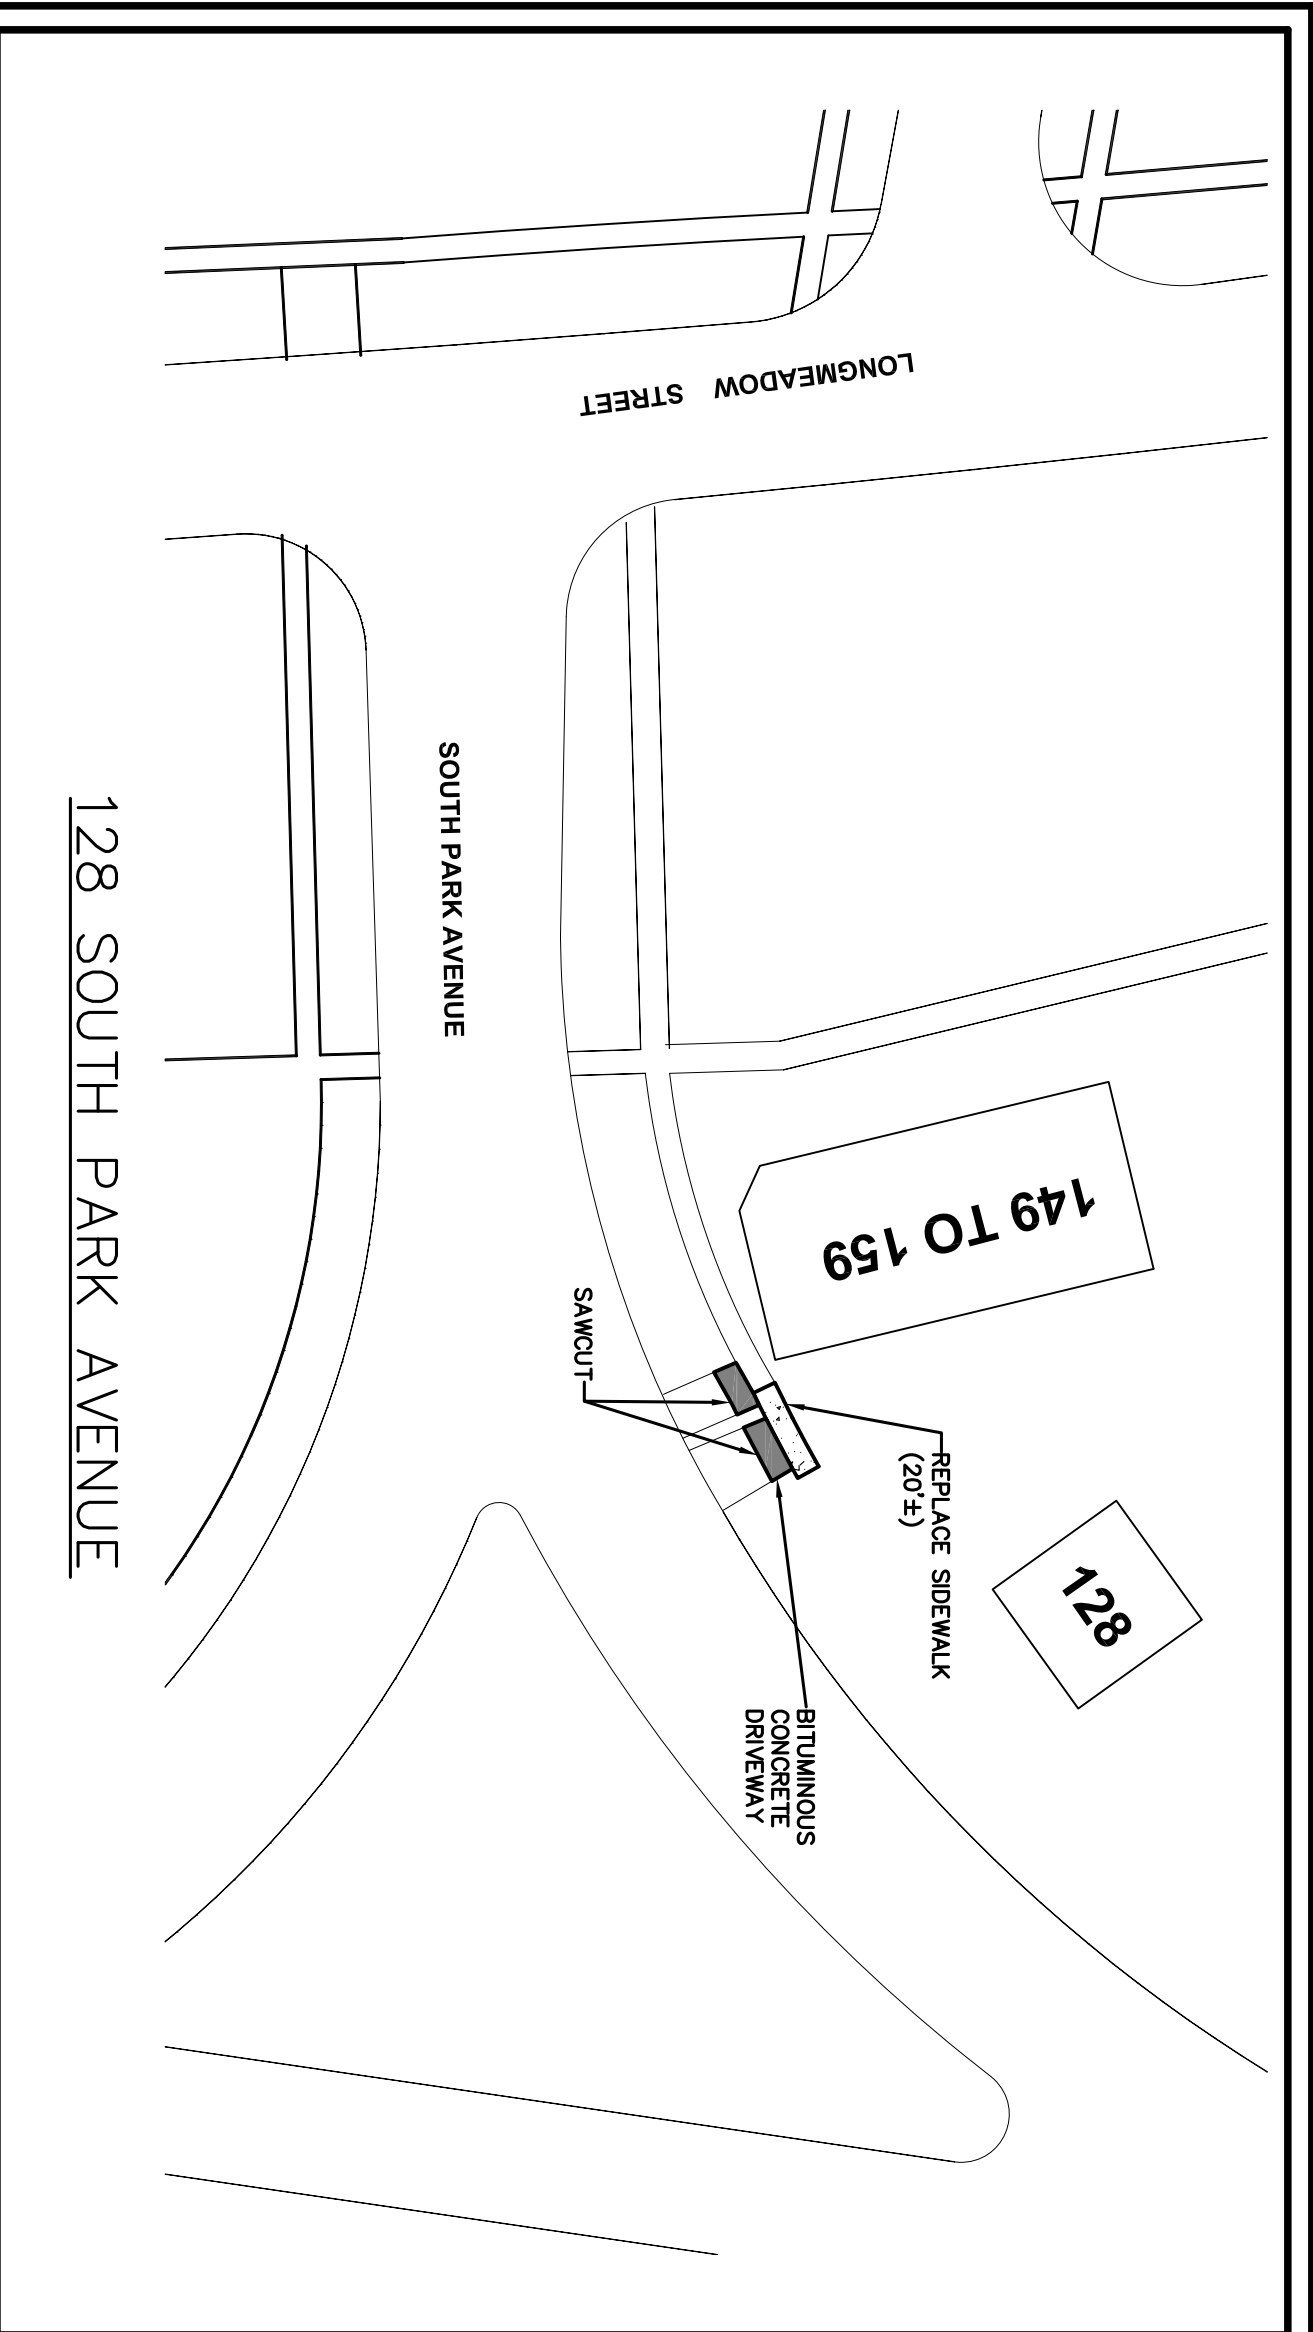 LONGMEADOW STREET
SOUTH PARK AVENUE
149 TO 159
128
SAWCUT
REPLACE SIDEWALK
(20'±)
BITUMINOUS
CONCRETE
DRIVEWAY
128 SOUTH PARK AVENUE